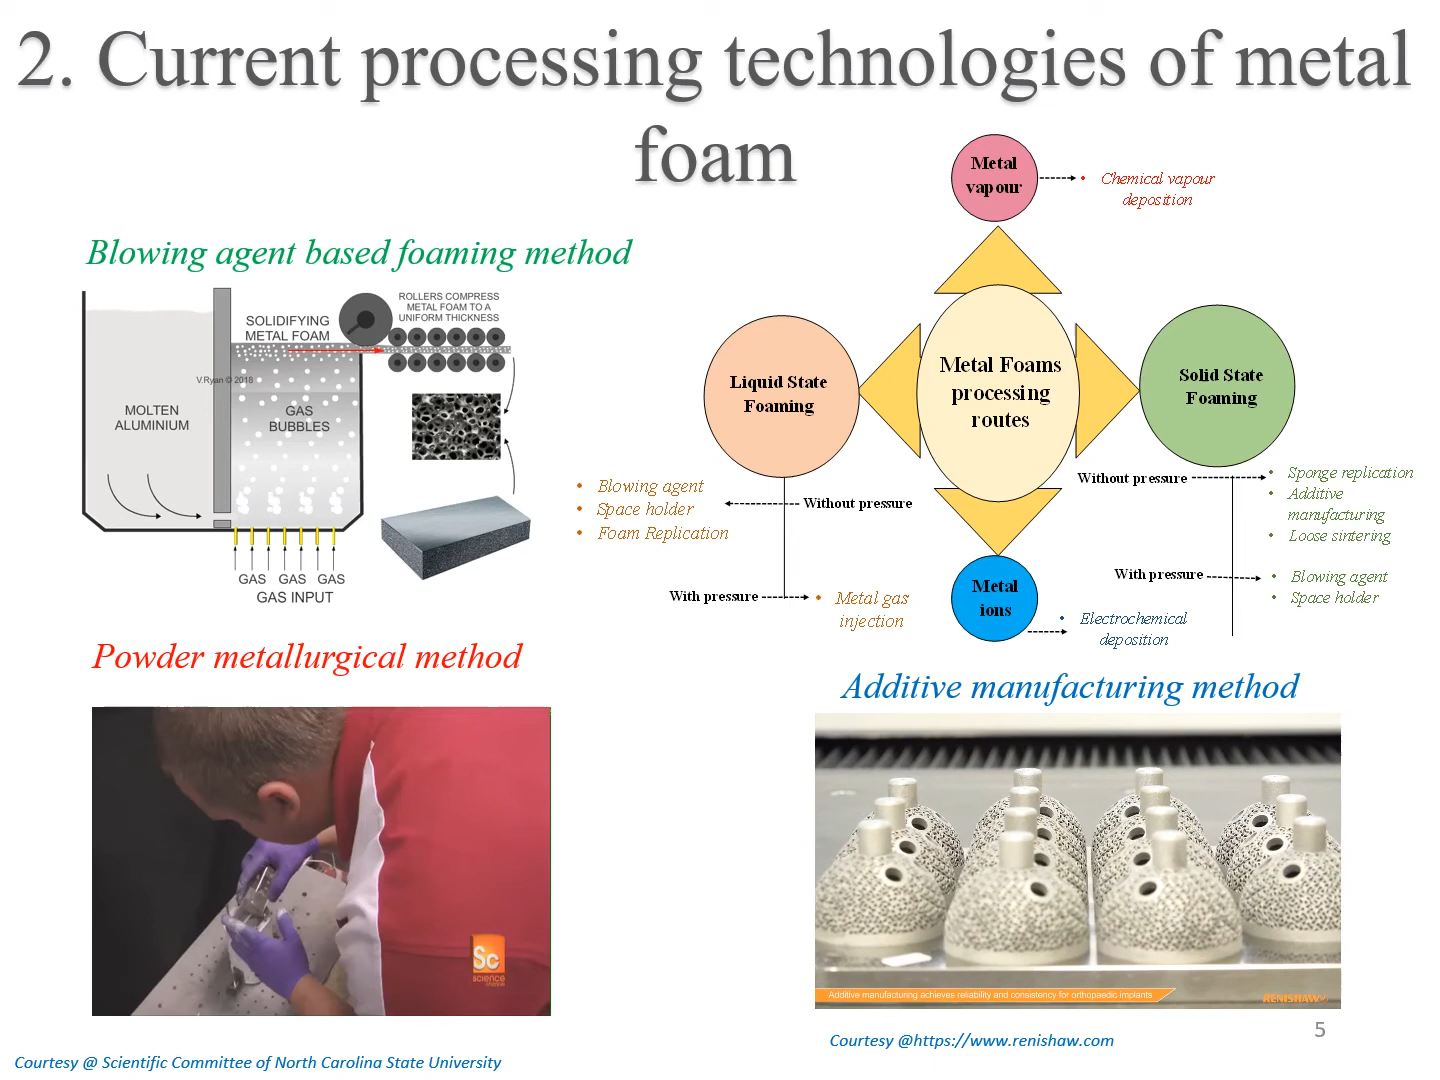 2. Current processing technologies of metal
foam
Metal
vapour
• Chemical vapour
deposition
Blowing agent based foaming method
ROLLERS COMPRESS
METAL FOAM TO A
UNIFORM THICKNESS
SOLIDIFYING
METAL FOAM
V.Ryan © 2018
MOLTEN
ALUMINIUM
GAS
BUBBLES
GAS GAS GAS
GAS INPUT
Metal Foams
processing
routes
Liquid State
Foaming
Solid State
Foaming
• Blowing agent
• Space holder
• Foam Replication
Without pressure
With pressure
• Metal gas
injection
Without pressure
• Sponge replication
• Additive
manufacturing
• Loose sintering
With pressure
• Blowing agent
• Space holder
Metal
ions
• Electrochemical
deposition
Powder metallurgical method
Additive manufacturing method
Sc
SCIENCE
Additive manufacturing achieves reliability and consistency for orthopaedic implants
RENISHAW
Courtesy @https://www.renishaw.com
5
Courtesy @ Scientific Committee of North Carolina State University